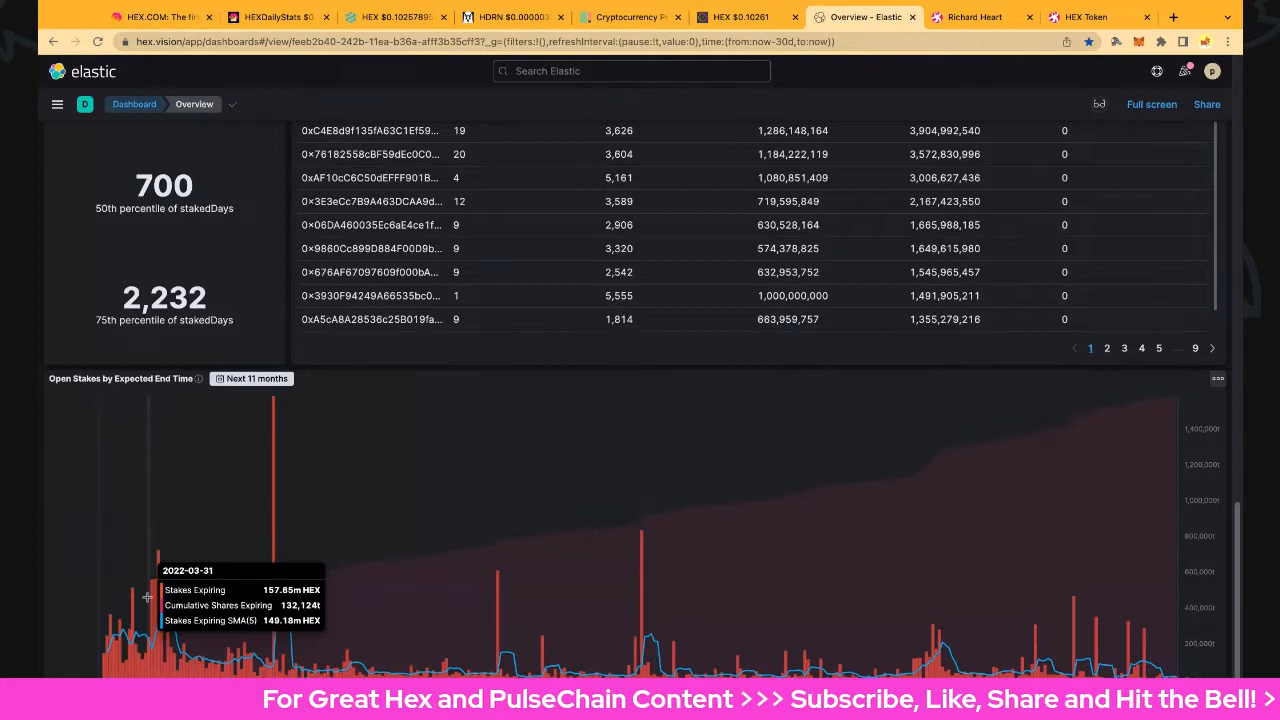 HEX.COM: The first
HEXDailyStats $0
HEX $0.10257896
HDRN $0.00000
Cryptocurrency Pr
HEX $0.10261
Overview - Elastic
Richard Heart
HEX Token
hex.vision/app/dashboards#/view/feeb2b40-242b-11ea-b36a-afff3b35cff3?_g=(filters:!(),refreshInterval:(pause:!t,value:0),time:(from:now-30d,to:now))
elastic
Search Elastic
p
D
Dashboard
Overview
Full screen
Share
700
50th percentile of stakedDays
2,232
75th percentile of stakedDays
0xC4E8d9f135fA63C1Ef59... 19 3,626 1,286,148,164 3,904,992,540 0
0x76182558cBF59dEc0C0... 20 3,604 1,184,222,119 3,572,830,996 0
0xAF10cC6C50dEFFF901B... 4 5,161 1,080,851,409 3,006,627,436 0
0x3E3eCc7B9A463DCAA9d... 12 3,589 719,595,849 2,167,423,550 0
0x06DA460035Ec6aE4ce1f... 9 2,906 630,528,164 1,665,988,185 0
0x9860Cc899D884F00D9b... 9 3,320 574,378,825 1,649,615,980 0
0x676AF67097609f000bA... 9 2,542 632,953,752 1,545,965,457 0
0x3930F94249A66535bc0... 1 5,555 1,000,000,000 1,491,905,211 0
0xA5cA8A28536c25B019fa... 9 1,814 663,959,757 1,355,279,216 0
1 2 3 4 5 ... 9
Open Stakes by Expected End Time
Next 11 months
1,400,000t
1,200,000t
1,000,000t
800,000t
600,000t
400,000t
200,000t
2022-03-31
Stakes Expiring 157.65m HEX
Cumulative Shares Expiring 132,124t
Stakes Expiring SMA(5) 149.18m HEX
For Great Hex and PulseChain Content >>> Subscribe, Like, Share and Hit the Bell! >